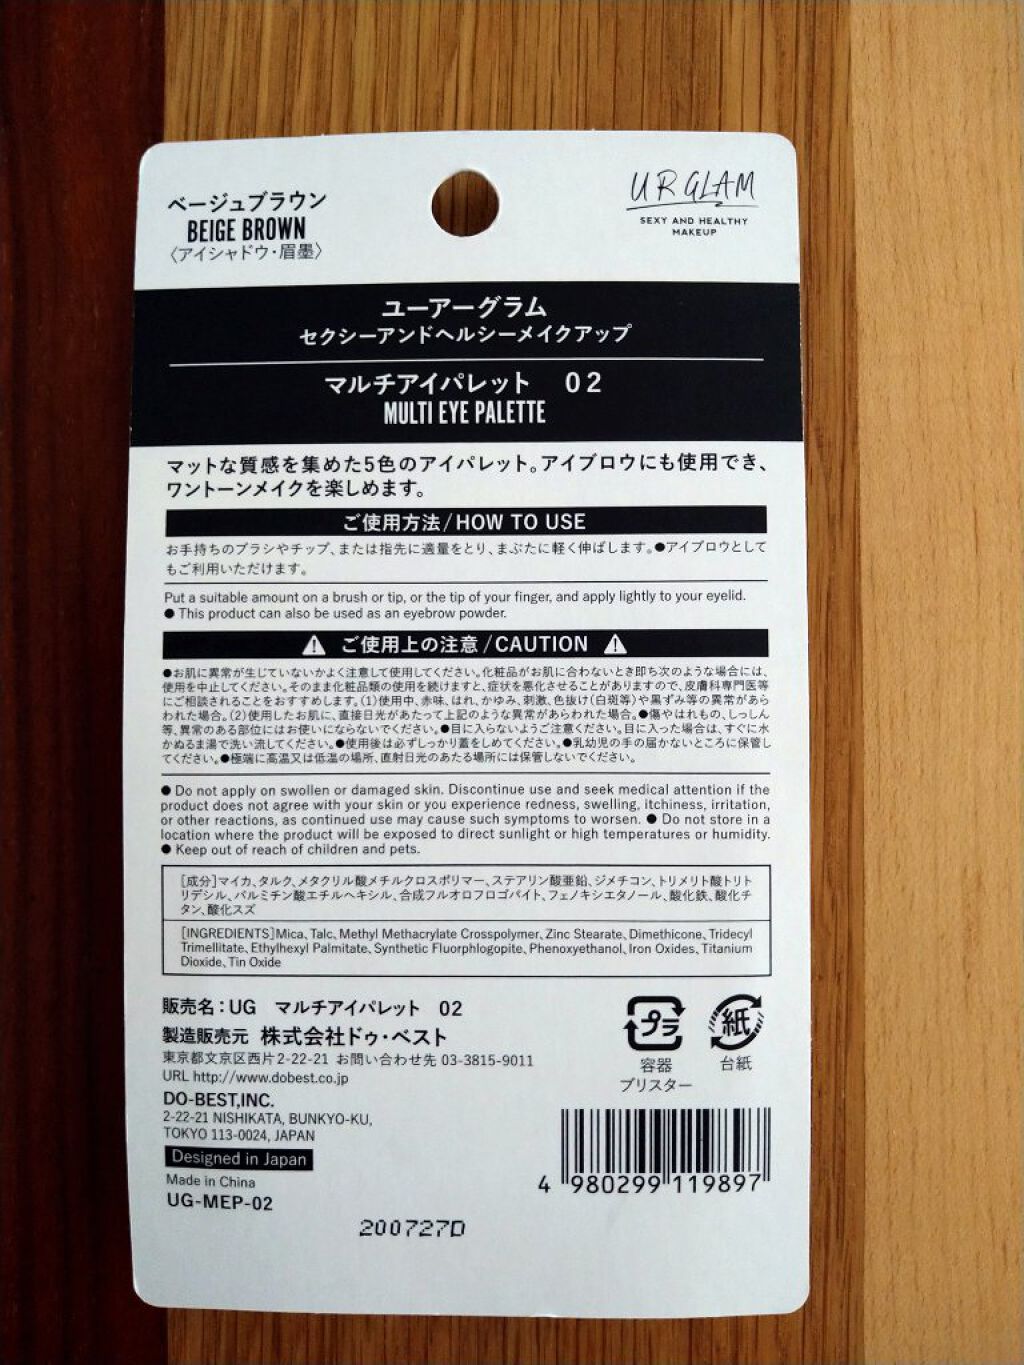 ベージュブラウン
BEIGE BROWN
〈アイシャドウ・眉墨〉
UR GLAM
SEXY AND HEALTHY
MAKEUP
ユーアーグラム
セクシーアンドヘルシーメイクアップ
マルチアイパレット 02
MULTI EYE PALETTE
マットな質感を集めた5色のアイパレット。アイブロウにも使用でき、
ワントーンメイクを楽しめます。
ご使用方法/HOW TO USE
お手持ちのブラシやチップ、または指先に適量をとり、まぶたに軽く伸ばします。●アイブロウとして
もご利用いただけます。
Put a suitable amount on a brush or tip, or the tip of your finger, and apply lightly to your eyelid.
● This product can also be used as an eyebrow powder.
ご使用上の注意/CAUTION
●お肌に異常が生じていないかよく注意して使用してください。化粧品がお肌に合わないとき即ち次のような場合には、
使用を中止してください。そのまま化粧品類の使用を続けますと、症状を悪化させることがありますので、皮膚科専門医等
にご相談されることをおすすめします。(1)使用中、赤味、はれ、かゆみ、刺激、色抜け(白斑等)や黒ずみ等の異常があら
われた場合。(2)使用したお肌に、直接日光があたって上記のような異常があらわれた場合。●傷やはれもの、しっしん
等、異常のある部位にはお使いにならないでください。●目に入らないようご注意ください。目に入った場合は、すぐに水
かぬるま湯で洗い流してください。●使用後は必ずしっかり蓋をしめてください。●乳幼児の手の届かないところに保管し
てください。●極端に高温又は低温の場所、直射日光のあたる場所には保管しないでください。
● Do not apply on swollen or damaged skin. Discontinue use and seek medical attention if the
product does not agree with your skin or you experience redness, swelling, itchiness, irritation,
or other reactions, as continued use may cause such symptoms to worsen. ● Do not store in a
location where the product will be exposed to direct sunlight or high temperatures or humidity.
● Keep out of reach of children and pets.
[成分]マイカ、タルク、メタクリル酸メチルクロスポリマー、ステアリン酸亜鉛、ジメチコン、トリメリト酸トリト
リデシル、パルミチン酸エチルヘキシル、合成フルオロフロゴパイト、フェノキシエタノール、酸化鉄、酸化チ
タン、酸化スズ
[INGREDIENTS]Mica、Talc、Methyl Methacrylate Crosspolymer、Zinc Stearate、Dimethicone、Tridecyl
Trimellitate、Ethylhexyl Palmitate、Synthetic Fluorphlogopite、Phenoxyethanol、Iron Oxides、Titanium
Dioxide、Tin Oxide
販売名：UG マルチアイパレット 02
製造販売元 株式会社ドゥ・ベスト
東京都文京区西片2-22-21 お問い合わせ先 03-3815-9011
URL http://www.dobest.co.jp
DO-BEST,INC.
2-22-21 NISHIKATA, BUNKYO-KU,
TOKYO 113-0024, JAPAN
Designed in Japan
Made in China
UG-MEP-02
プラ
容器
ブリスター
紙
台紙
4 980299 119897
200727D